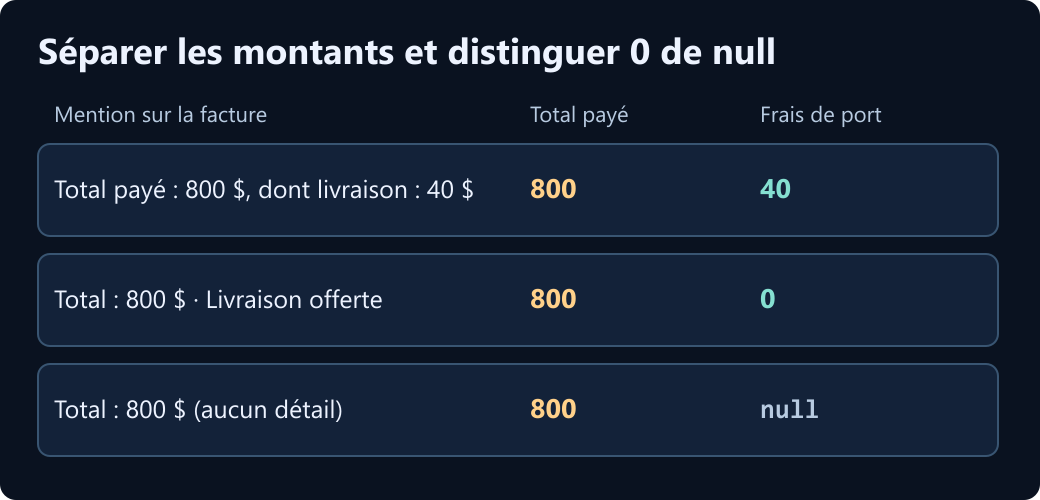 Séparer les montants et distinguer 0 de null
Mention sur la facture Total payé Frais de port
Total payé : 800 $, dont livraison : 40 $ 800 40
Total : 800 $ · Livraison offerte 800 0
Total : 800 $ (aucun détail) 800 null